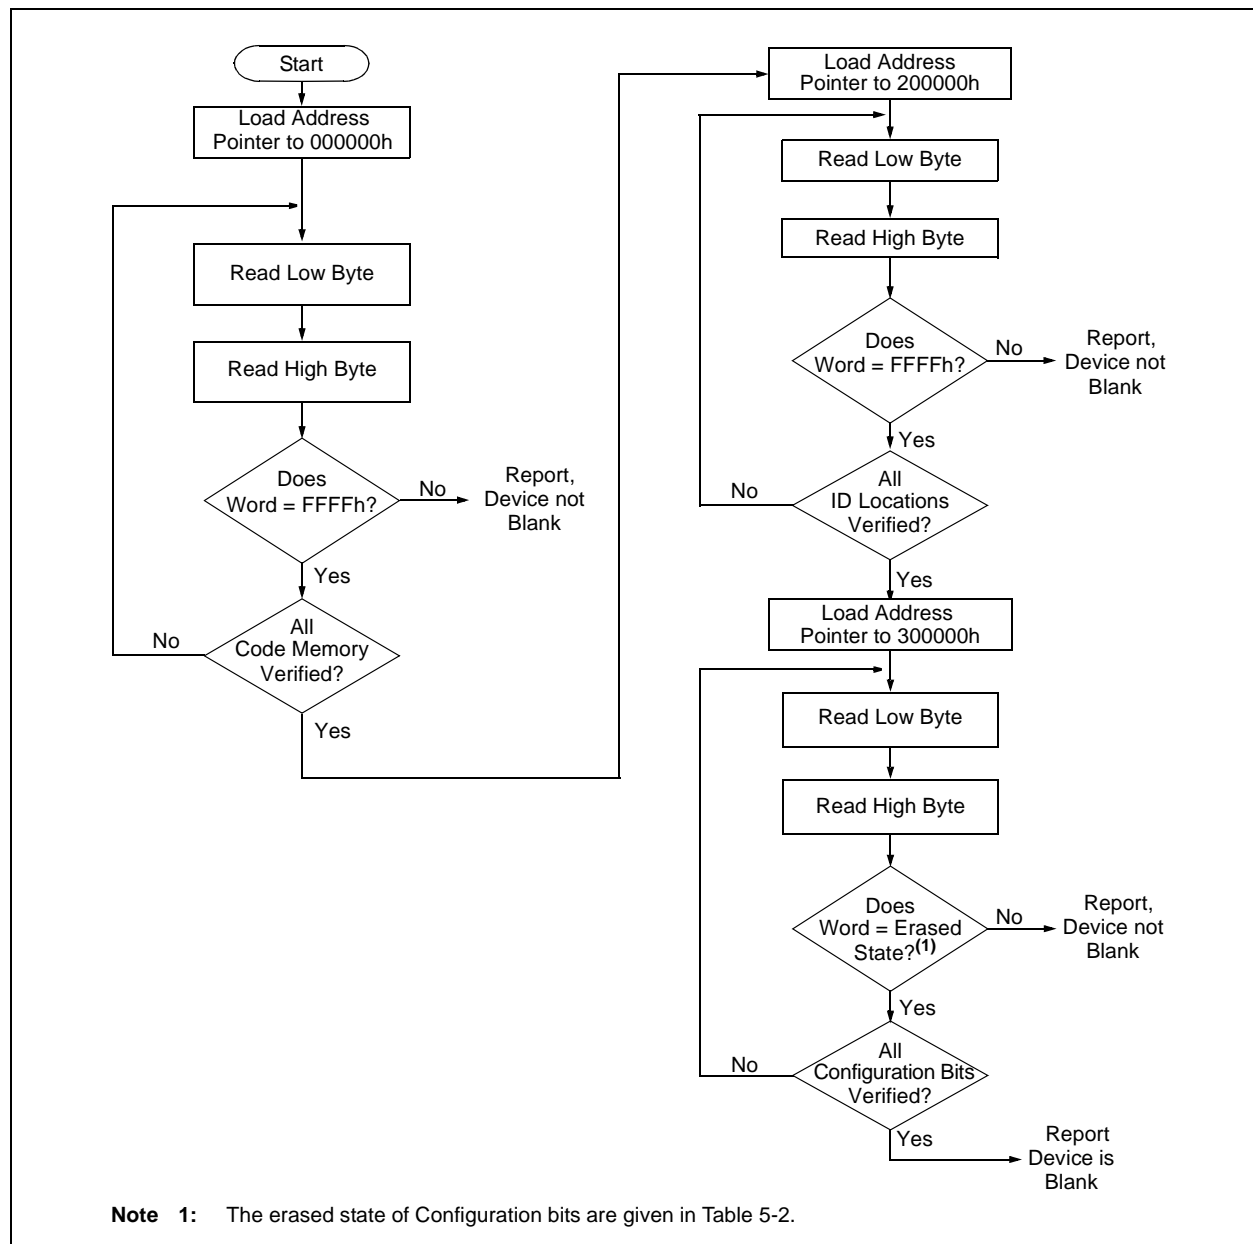 Start
Load Address
Pointer to 000000h
Read Low Byte
Read High Byte
Does
Word = FFFFh?
No
Report,
Device not
Blank
Yes
All
Code Memory
Verified?
No
Yes
Load Address
Pointer to 200000h
Read Low Byte
Read High Byte
Does
Word = FFFFh?
No
Report,
Device not
Blank
Yes
All
ID Locations
Verified?
No
Yes
Load Address
Pointer to 300000h
Read Low Byte
Read High Byte
Does
Word = Erased
State?(1)
No
Report,
Device not
Blank
Yes
All
Configuration Bits
Verified?
No
Yes
Report
Device is
Blank
Note 1: The erased state of Configuration bits are given in Table 5-2.